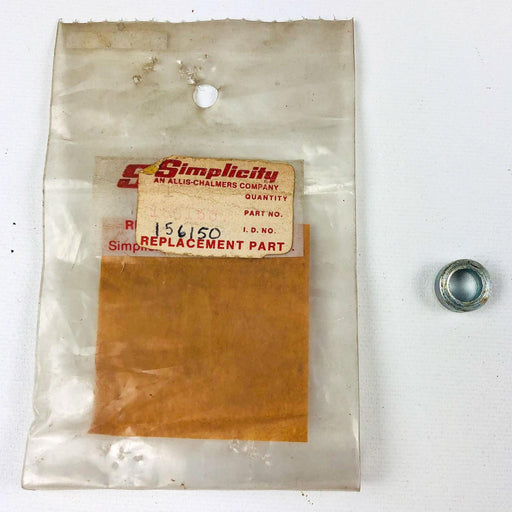 Simplicity
AN ALLIS-CHALMERS COMPANY
QUANTITY
PART NO.
156150 I.D. NO.
REPLACEMENT PART